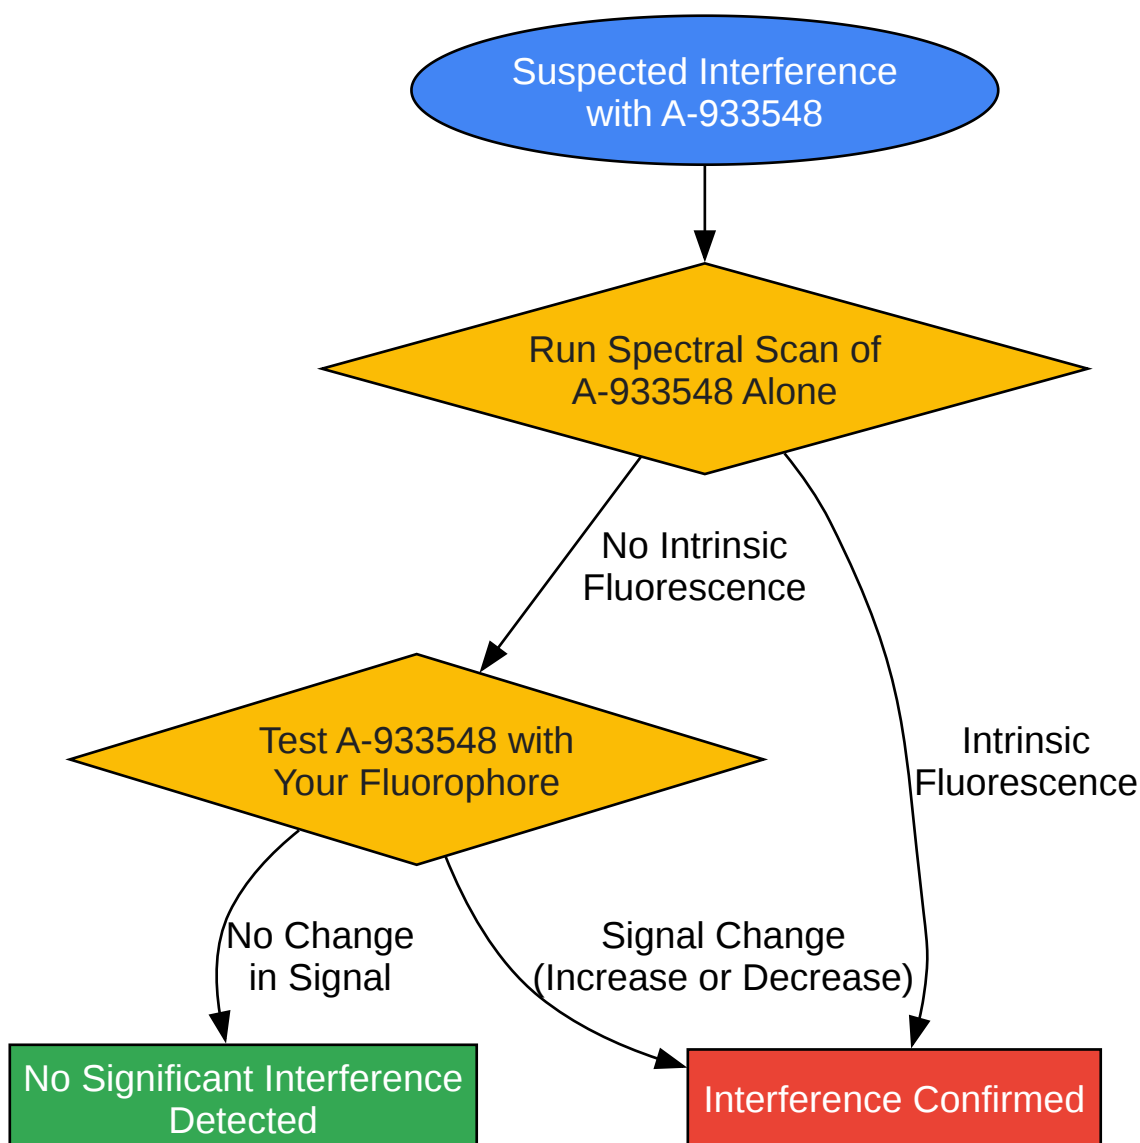 Suspected Interference
with A-933548
Run Spectral Scan of
A-933548 Alone
No Intrinsic
Fluorescence
Test A-933548 with
Your Fluorophore
Intrinsic
Fluorescence
No Change
in Signal
Signal Change
(Increase or Decrease)
No Significant Interference
Detected
Interference Confirmed